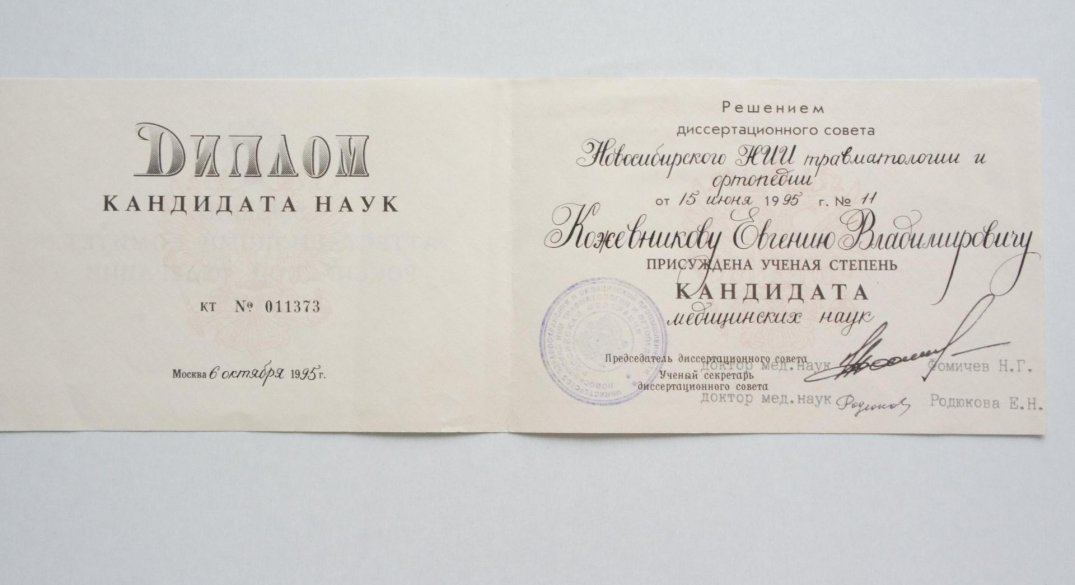 Диплом
КАНДИДАТА НАУК
КТ № 011373
Москва 6 октября 1995 г.
Решением
диссертационного совета
Новосибирского НИИ травматологии и
ортопедии
от 15 июня 1995 г. № 11
Кожевникову Евгению Владимировичу
ПРИСУЖДЕНА УЧЕНАЯ СТЕПЕНЬ
КАНДИДАТА
медицинских наук
Председатель диссертационного совета
доктор мед.наук Фомичев Н.Г.
Ученый секретарь
диссертационного совета
доктор мед.наук Родюкова Е.Н.